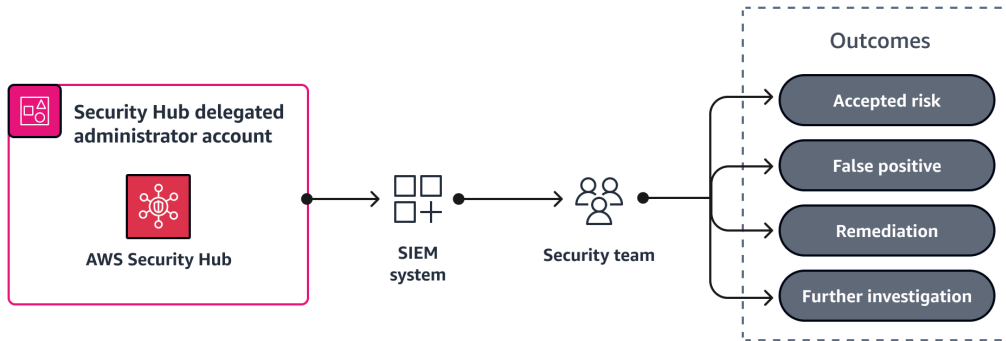 Security Hub delegated
administrator account
AWS Security Hub
SIEM
system
Security team
Outcomes
Accepted risk
False positive
Remediation
Further investigation